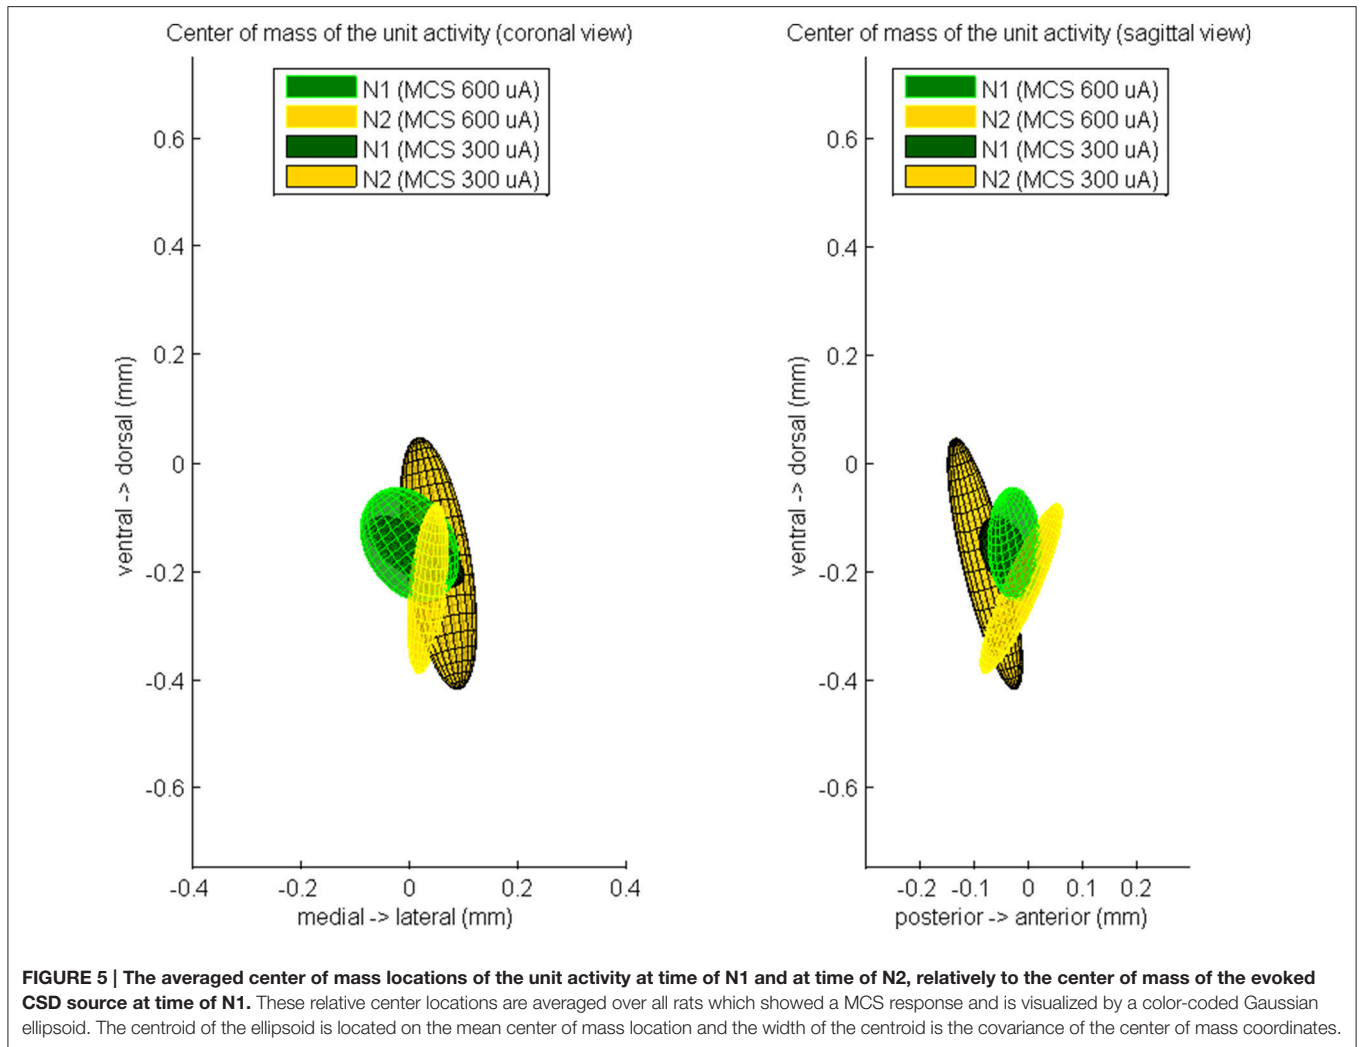 Center of mass of the unit activity (coronal view)
N1 (MCS 600 uA)
N2 (MCS 600 uA)
N1 (MCS 300 uA)
N2 (MCS 300 uA)
0.6
0.4
0.2
0
-0.2
-0.4
-0.6
ventral -> dorsal (mm)
-0.4 -0.2 0 0.2 0.4
medial -> lateral (mm)
Center of mass of the unit activity (sagittal view)
N1 (MCS 600 uA)
N2 (MCS 600 uA)
N1 (MCS 300 uA)
N2 (MCS 300 uA)
0.6
0.4
0.2
0
-0.2
-0.4
-0.6
ventral -> dorsal (mm)
-0.2 -0.1 0 0.1 0.2
posterior -> anterior (mm)
FIGURE 5 | The averaged center of mass locations of the unit activity at time of N1 and at time of N2, relatively to the center of mass of the evoked
CSD source at time of N1. These relative center locations are averaged over all rats which showed a MCS response and is visualized by a color-coded Gaussian
ellipsoid. The centroid of the ellipsoid is located on the mean center of mass location and the width of the centroid is the covariance of the center of mass coordinates.